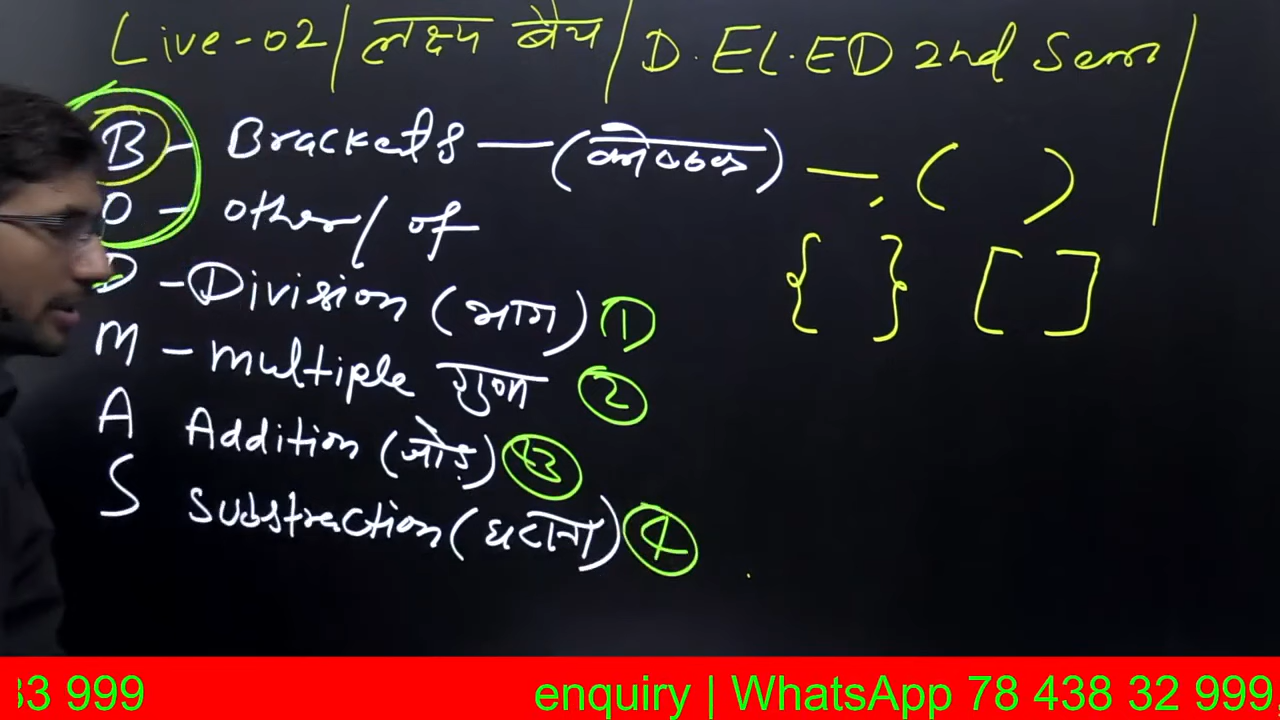 Live-02 | लक्ष्य बैच | D.EL.ED 2nd Sem |
B - Brackets — (कोष्ठक) — . ( )
O - other / of { } [ ]
D - Division (भाग) 1
M - multiple गुणा 2
A Addition (जोड़) 3
S Substraction (घटाना) 4
33 999 enquiry | WhatsApp 78 438 32 999